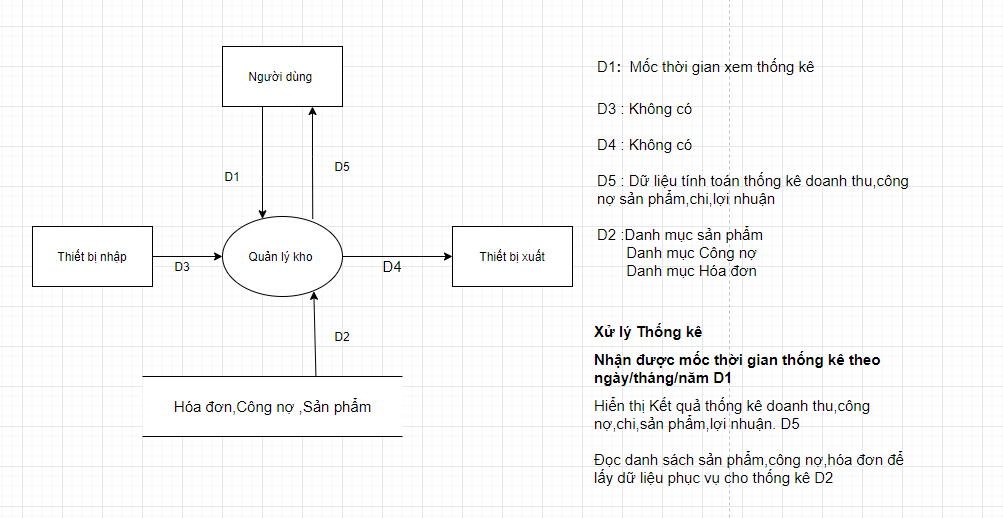 Người dùng
D1
D5
Thiết bị nhập
D3
Quản lý kho
D4
Thiết bị xuất
D2
Hóa đơn,Công nợ ,Sản phẩm
D1: Mốc thời gian xem thống kê
D3 : Không có
D4 : Không có
D5 : Dữ liệu tính toán thống kê doanh thu,công
nợ sản phẩm,chi,lợi nhuận
D2 :Danh mục sản phẩm
Danh mục Công nợ
Danh mục Hóa đơn
Xử lý Thống kê
Nhận được mốc thời gian thống kê theo
ngày/tháng/năm D1
Hiển thị Kết quả thống kê doanh thu,công
nợ,chi,sản phẩm,lợi nhuận. D5
Đọc danh sách sản phẩm,công nợ,hóa đơn để
lấy dữ liệu phục vụ cho thống kê D2